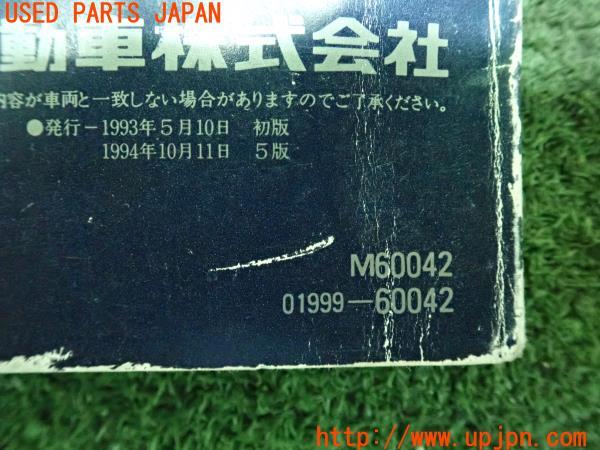 USED PARTS JAPAN
動車株式会社
内容が車両と一致しない場合がありますのでご了承ください。
●発行－1993年5月10日 初版
1994年10月11日 5版
M60042
01999－60042
UPJ
http://www.upjpn.com/